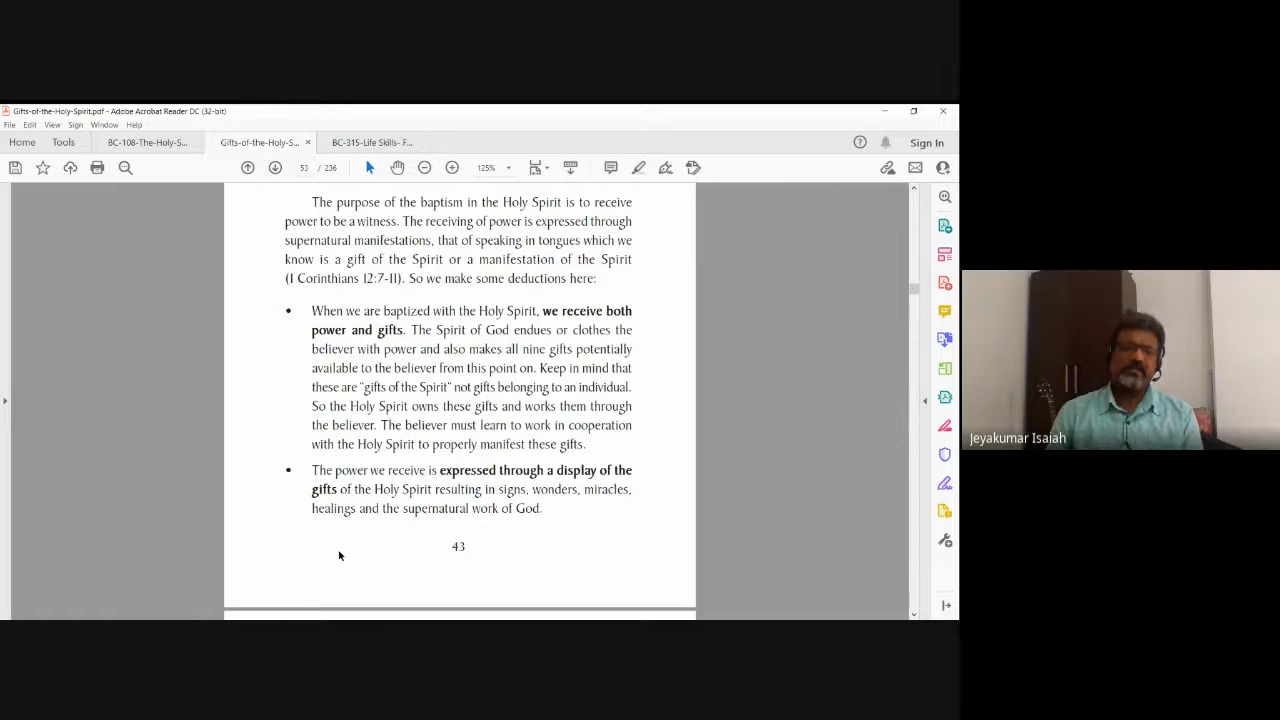 Gifts-of-the-Holy-Spirit.pdf - Adobe Acrobat Reader DC (32-bit)
File Edit View Sign Window Help
Home Tools BC-108-The-Holy-S... Gifts-of-the-Holy-S... × BC-315-Life Skills- F... Sign In
53 / 236 125%
The purpose of the baptism in the Holy Spirit is to receive
power to be a witness. The receiving of power is expressed through
supernatural manifestations, that of speaking in tongues which we
know is a gift of the Spirit or a manifestation of the Spirit
(I Corinthians 12:7-11). So we make some deductions here:
• When we are baptized with the Holy Spirit, we receive both
power and gifts. The Spirit of God endues or clothes the
believer with power and also makes all nine gifts potentially
available to the believer from this point on. Keep in mind that
these are “gifts of the Spirit” not gifts belonging to an individual.
So the Holy Spirit owns these gifts and works them through
the believer. The believer must learn to work in cooperation
with the Holy Spirit to properly manifest these gifts.
• The power we receive is expressed through a display of the
gifts of the Holy Spirit resulting in signs, wonders, miracles,
healings and the supernatural work of God.
43
Jeyakumar Isaiah